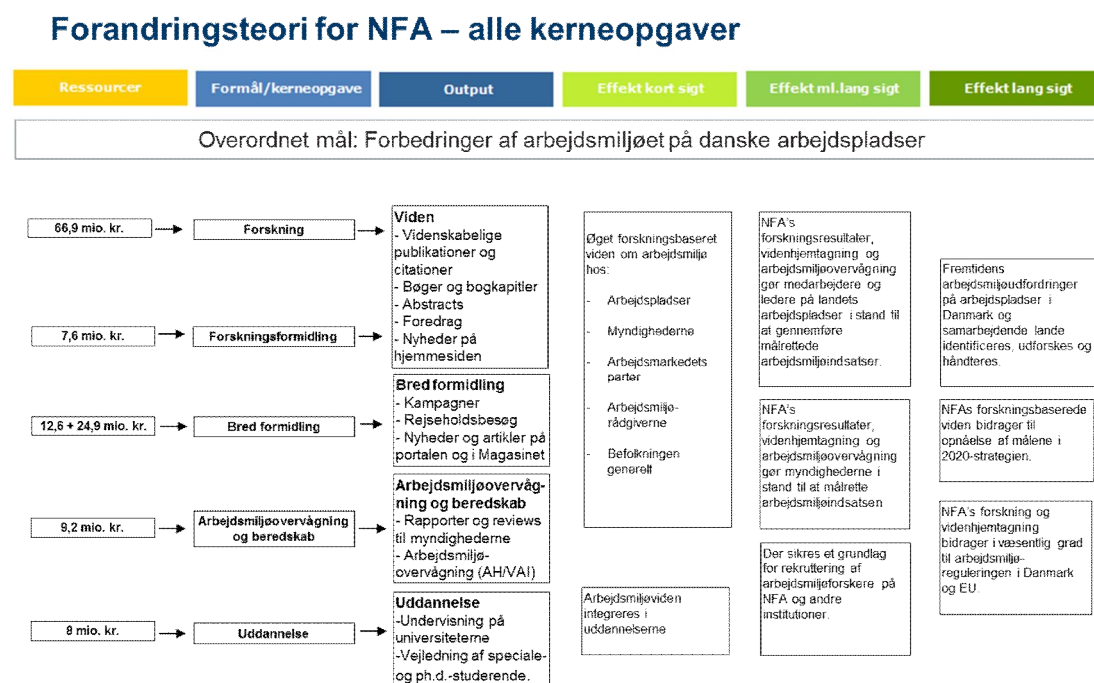 Forandringsteori for NFA – alle kerneopgaver
Ressourcer
Formål/kerneopgave
Output
Effekt kort sigt
Effekt ml.lang sigt
Effekt lang sigt
Overordnet mål: Forbedringer af arbejdsmiljøet på danske arbejdspladser
66,9 mio. kr.
Forskning
7,6 mio. kr.
Forskningsformidling
Viden
- Videnskabelige
publikationer og
citationer
- Bøger og bogkapitler
- Abstracts
- Foredrag
- Nyheder på
hjemmesiden
12,6 + 24,9 mio. kr.
Bred formidling
Bred formidling
- Kampagner
- Rejseholdsbesøg
- Nyheder og artikler på
portalen og i Magasinet
9,2 mio. kr.
Arbejdsmiljøovervågning
og beredskab
Arbejdsmiljøovervåg-
ning og beredskab
- Rapporter og reviews
til myndighederne
- Arbejdsmiljø-
overvågning (AH/VAI)
8 mio. kr.
Uddannelse
Uddannelse
-Undervisning på
universiteterne
-Vejledning af speciale-
og ph.d.-studerende.
Øget forskningsbaseret
viden om arbejdsmiljø
hos:
- Arbejdspladser
- Myndighederne
- Arbejdsmarkedets
parter
- Arbejdsmiljø-
rådgiverne
- Befolkningen
generelt
Arbejdsmiljøviden
integreres i
uddannelserne
NFA's
forskningsresultater,
videnhjemtagning og
arbejdsmiljøovervågning
gør medarbejdere og
ledere på landets
arbejdspladser i stand til
at gennemføre
målrettede
arbejdsmiljøindsatser.
NFA's
forskningsresultater,
videnhjemtagning og
arbejdsmiljøovervågning
gør myndighederne i
stand til at målrette
arbejdsmiljøindsatsen
Der sikres et grundlag
for rekruttering af
arbejdsmiljøforskere på
NFA og andre
institutioner.
Fremtidens
arbejdsmiljøudfordringer
på arbejdspladser i
Danmark og
samarbejdende lande
identificeres, udforskes og
håndteres.
NFAs forskningsbaserede
viden bidrager til
opnåelse af målene i
2020-strategien.
NFA's forskning og
videnhjemtagning
bidrager i væsentlig grad
til arbejdsmiljø-
reguleringen i Danmark
og EU.